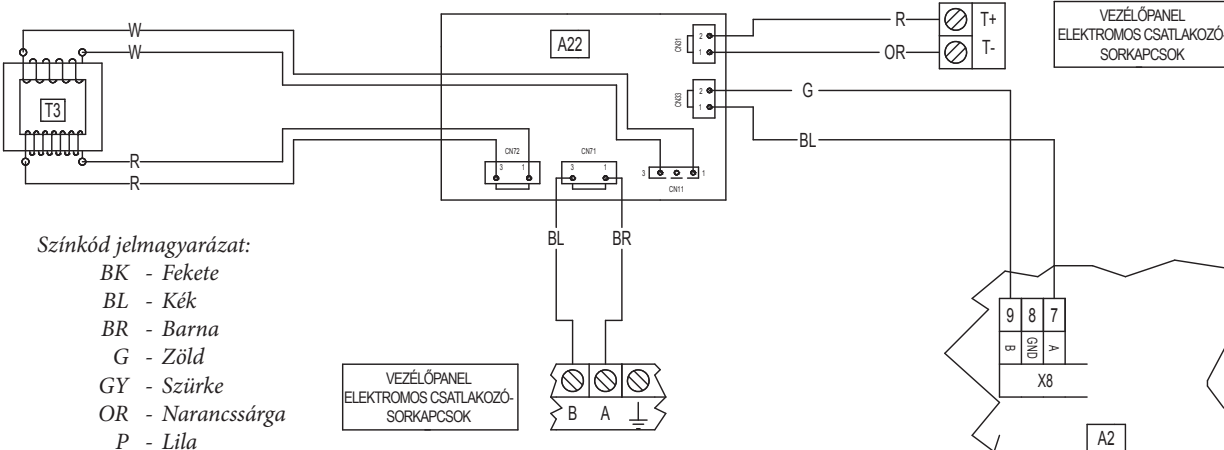 W
W
A22
CN31
2
1
R
OR
T+
T-
VEZÉLŐPANEL
ELEKTROMOS CSATLAKOZÓ-
SORKAPCSOK
T3
CN33
2
1
G
BL
R
R
CN72
3 1
CN71
3 1
3 1
CN11
BL BR
Színkód jelmagyarázat:
BK - Fekete
BL - Kék
BR - Barna
G - Zöld
GY - Szürke
OR - Narancssárga
P - Lila
VEZÉLŐPANEL
ELEKTROMOS CSATLAKOZÓ-
SORKAPCSOK
B A
9 8 7
B GND A
X8
A2